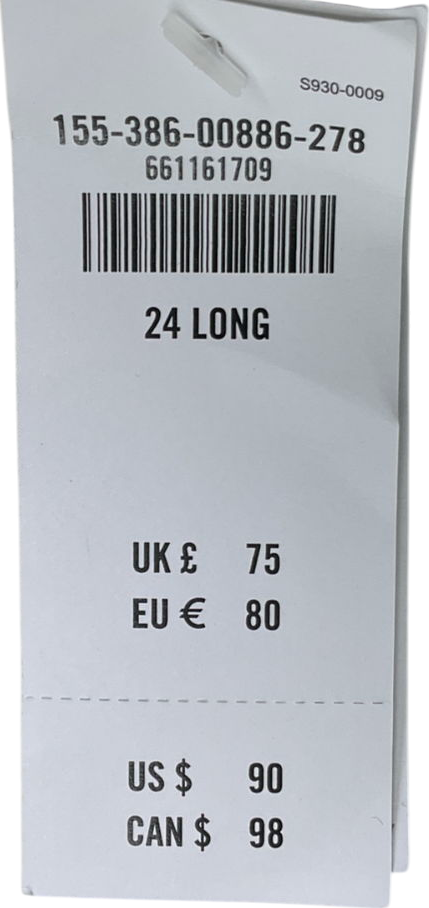 S930-0009
155-386-00886-278
661161709
24 LONG
UK £ 75
EU € 80
US $ 90
CAN $ 98